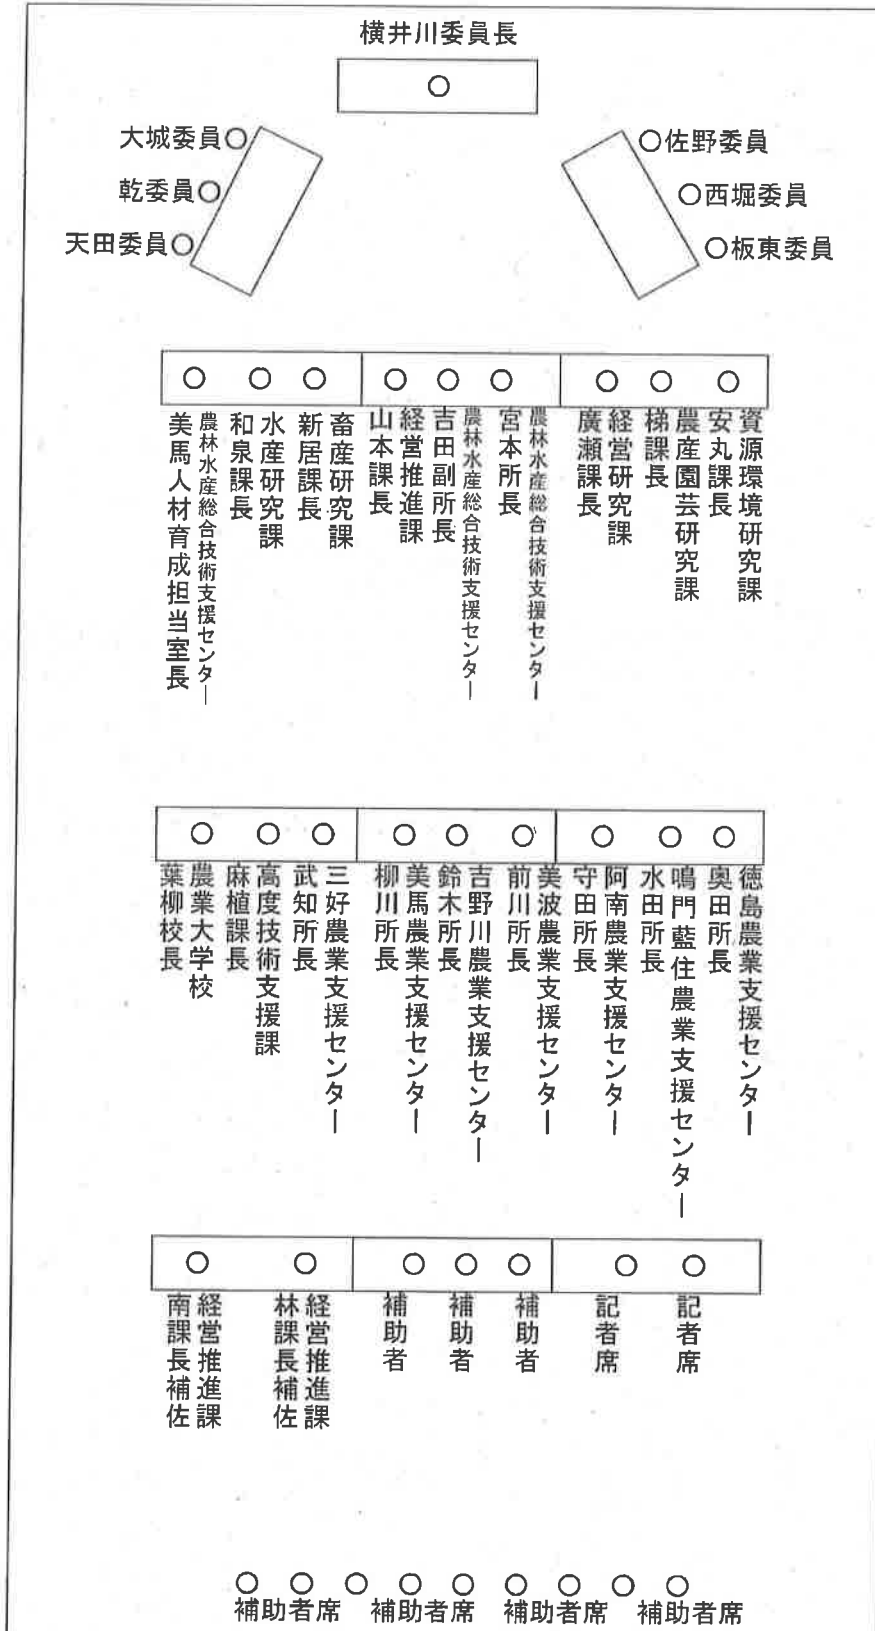 横井川委員長
大城委員
佐野委員
乾委員
西堀委員
天田委員
板東委員
資源環境研究課
安丸課長
農産園芸研究課
梯課長
経営研究課
廣瀬課長
農林水産総合技術支援センター
宮本所長
農林水産総合技術支援センター
吉田副所長
経営推進課
山本課長
畜産研究課
新居課長
水産研究課
和泉課長
農林水産総合技術支援センター
美馬人材育成担当室長
徳島農業支援センター
奥田所長
鳴門藍住農業支援センター
水田所長
阿南農業支援センター
守田所長
美波農業支援センター
前川所長
吉野川農業支援センター
鈴木所長
美馬農業支援センター
柳川所長
三好農業支援センター
武知所長
高度技術支援課
麻植課長
農業大学校
葉柳校長
記者席
記者席
補助者
補助者
補助者
経営推進課
林課長補佐
経営推進課
南課長補佐
補助者席 補助者席 補助者席 補助者席